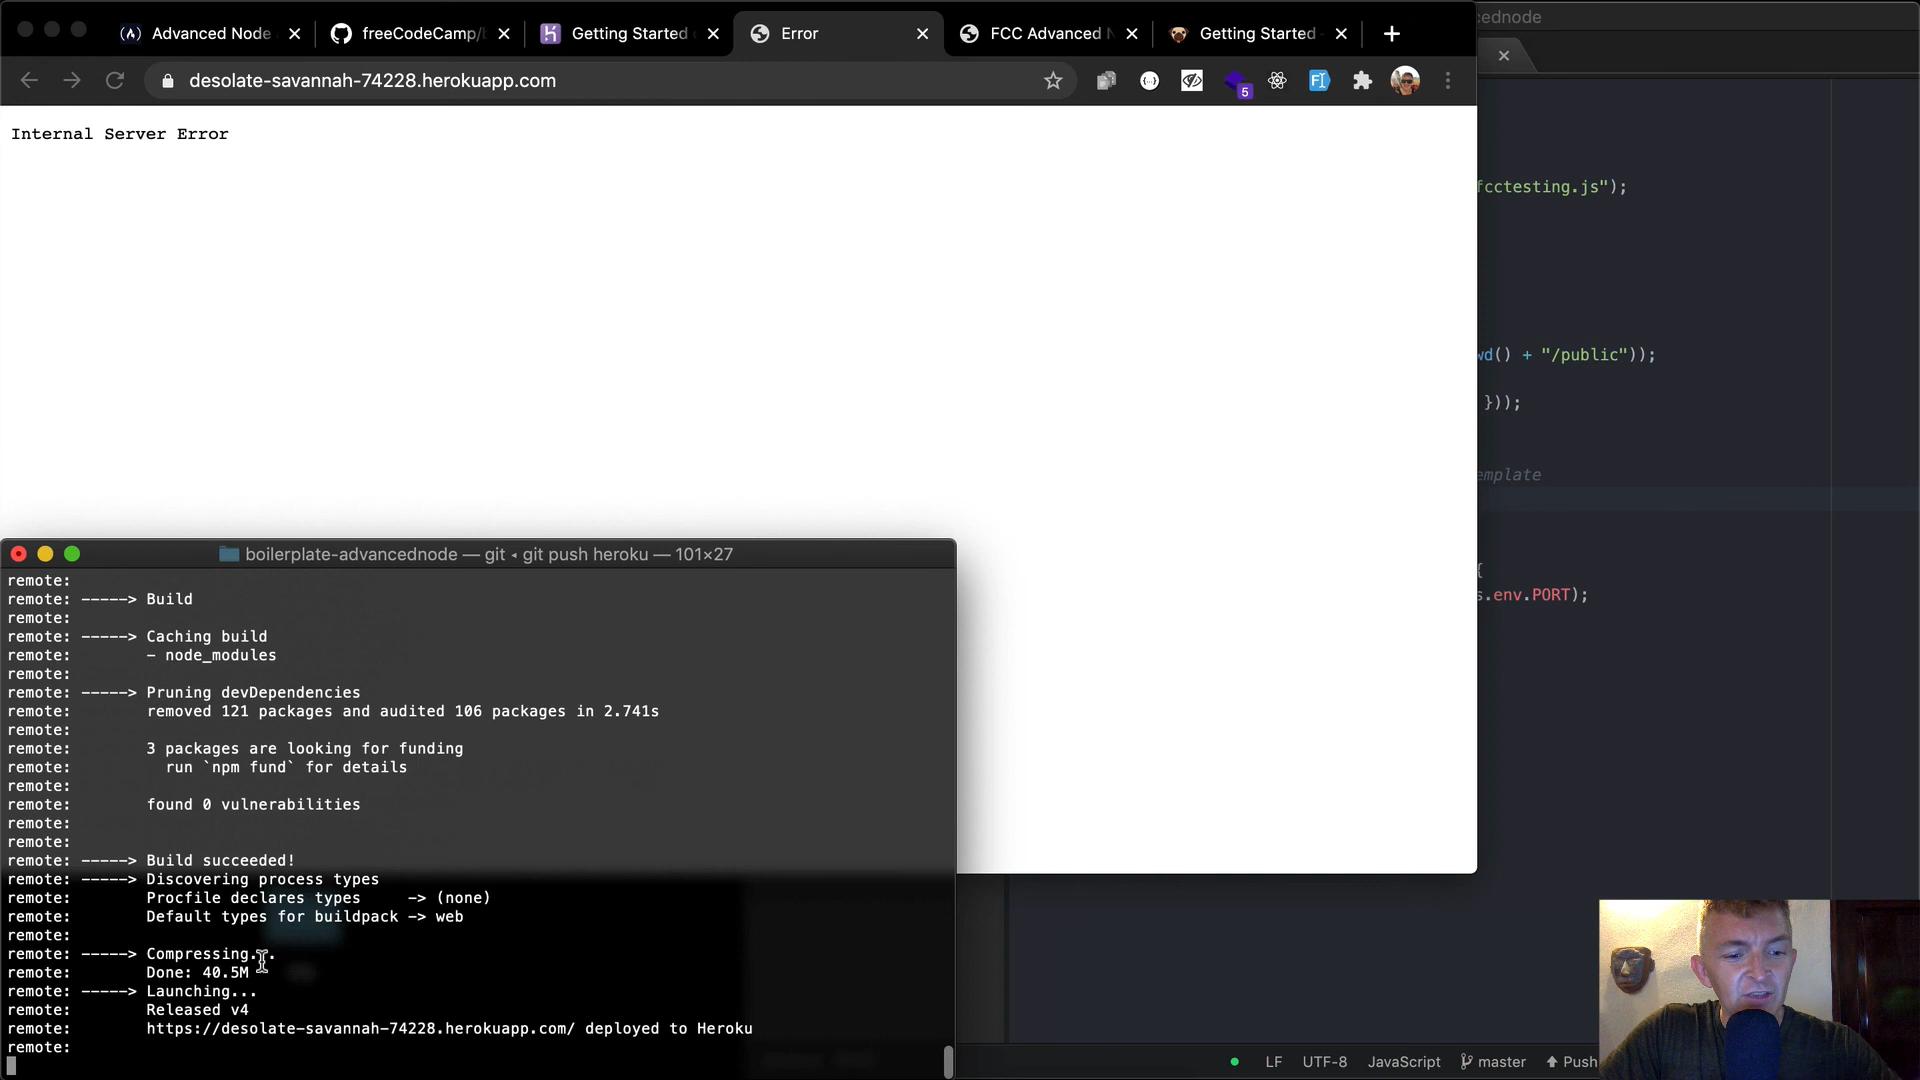 Advanced Node
freeCodeCamp/
Getting Started
Error
FCC Advanced
Getting Started
cednode
desolate-savannah-74228.herokuapp.com
5
Internal Server Error
fcctesting.js");
wd() + "/public"));
}));
emplate
{
s.env.PORT);
boilerplate-advancednode — git ◂ git push heroku — 101×27
remote:
remote: -----> Build
remote:
remote: -----> Caching build
remote: - node_modules
remote:
remote: -----> Pruning devDependencies
remote: removed 121 packages and audited 106 packages in 2.741s
remote:
remote: 3 packages are looking for funding
remote: run `npm fund` for details
remote:
remote: found 0 vulnerabilities
remote:
remote:
remote: -----> Build succeeded!
remote: -----> Discovering process types
remote: Procfile declares types -> (none)
remote: Default types for buildpack -> web
remote:
remote: -----> Compressing...
remote: Done: 40.5M
remote: -----> Launching...
remote: Released v4
remote: https://desolate-savannah-74228.herokuapp.com/ deployed to Heroku
remote:
LF UTF-8 JavaScript master Push